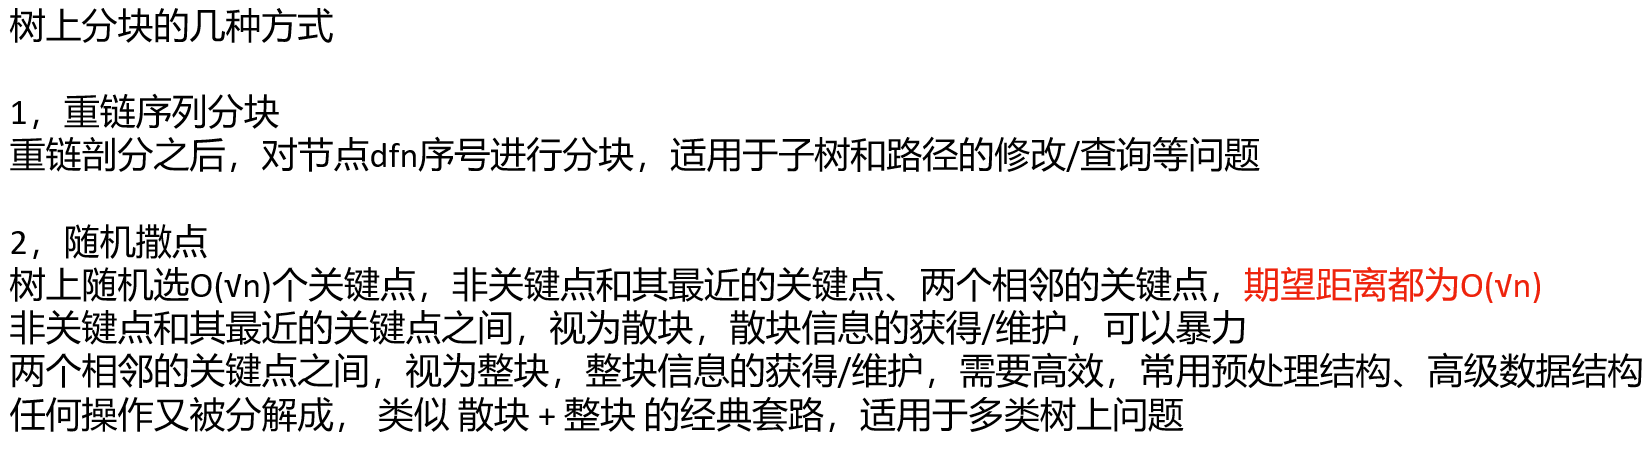 树上分块的几种方式
1，重链序列分块
重链剖分之后，对节点dfn序号进行分块，适用于子树和路径的修改/查询等问题
2，随机撒点
树上随机选O(√n)个关键点，非关键点和其最近的关键点、两个相邻的关键点，期望距离都为O(√n)
非关键点和其最近的关键点之间，视为散块，散块信息的获得/维护，可以暴力
两个相邻的关键点之间，视为整块，整块信息的获得/维护，需要高效，常用预处理结构、高级数据结构
任何操作又被分解成， 类似 散块 + 整块 的经典套路，适用于多类树上问题